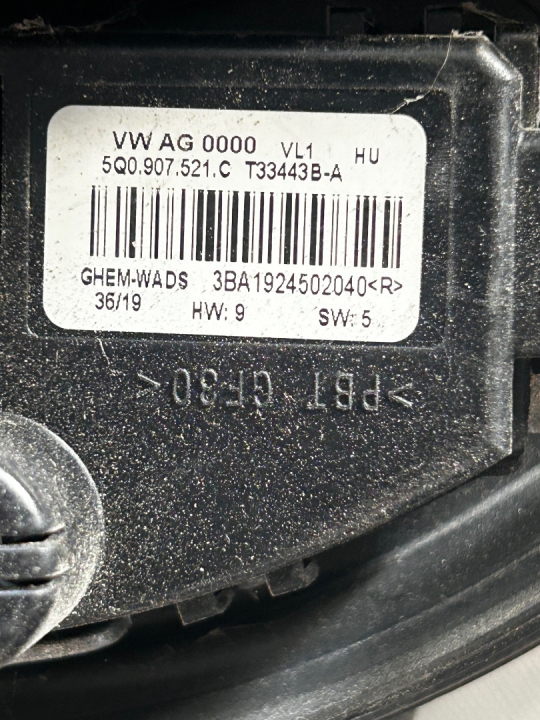 VW AG 0000 VL1 HU
5Q0.907.521.C T33443B-A
GHEM-WADS 3BA1924502040<R>
36/19 HW: 9 SW: 5
>PBT GF30<